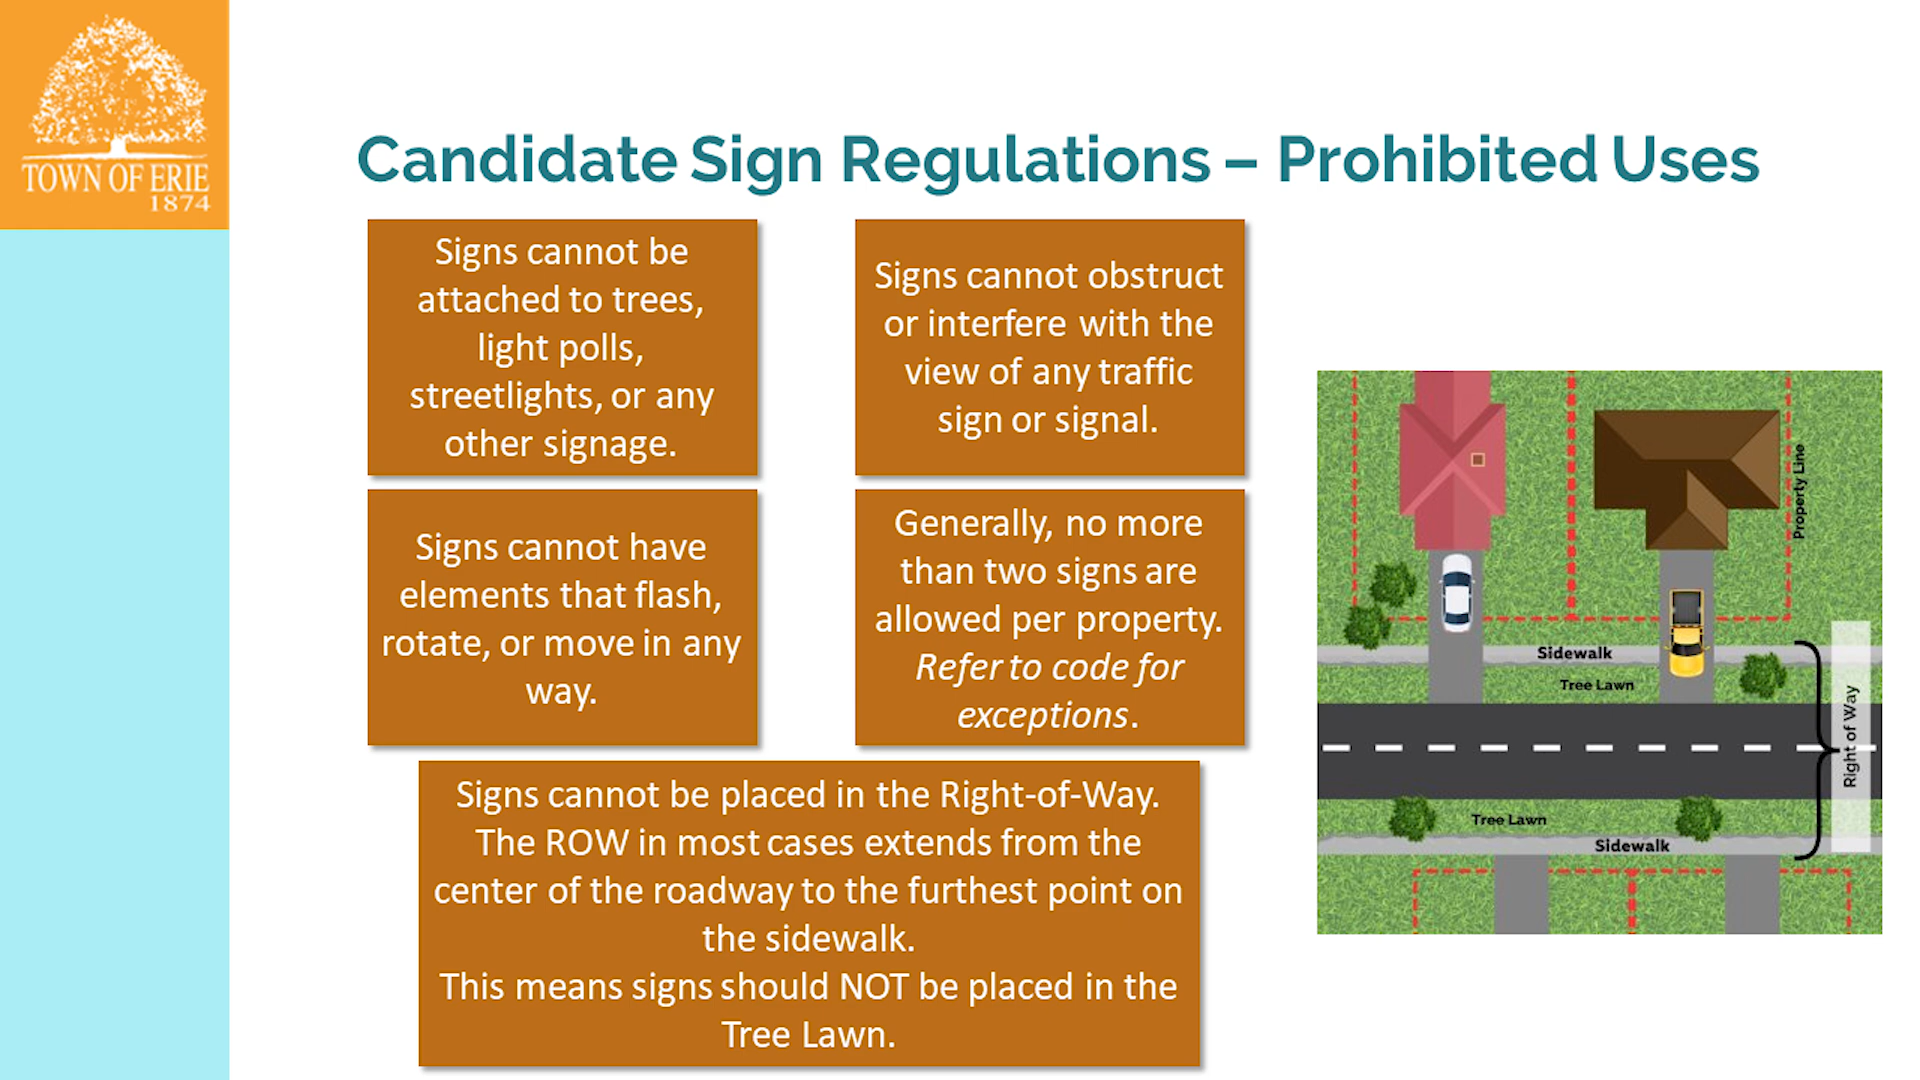 TOWN OF ERIE
1874
Candidate Sign Regulations – Prohibited Uses
Signs cannot be
attached to trees,
light polls,
streetlights, or any
other signage.
Signs cannot obstruct
or interfere with the
view of any traffic
sign or signal.
Signs cannot have
elements that flash,
rotate, or move in any
way.
Generally, no more
than two signs are
allowed per property.
Refer to code for
exceptions.
Signs cannot be placed in the Right-of-Way.
The ROW in most cases extends from the
center of the roadway to the furthest point on
the sidewalk.
This means signs should NOT be placed in the
Tree Lawn.
Property Line
Sidewalk
Tree Lawn
Right of Way
Tree Lawn
Sidewalk